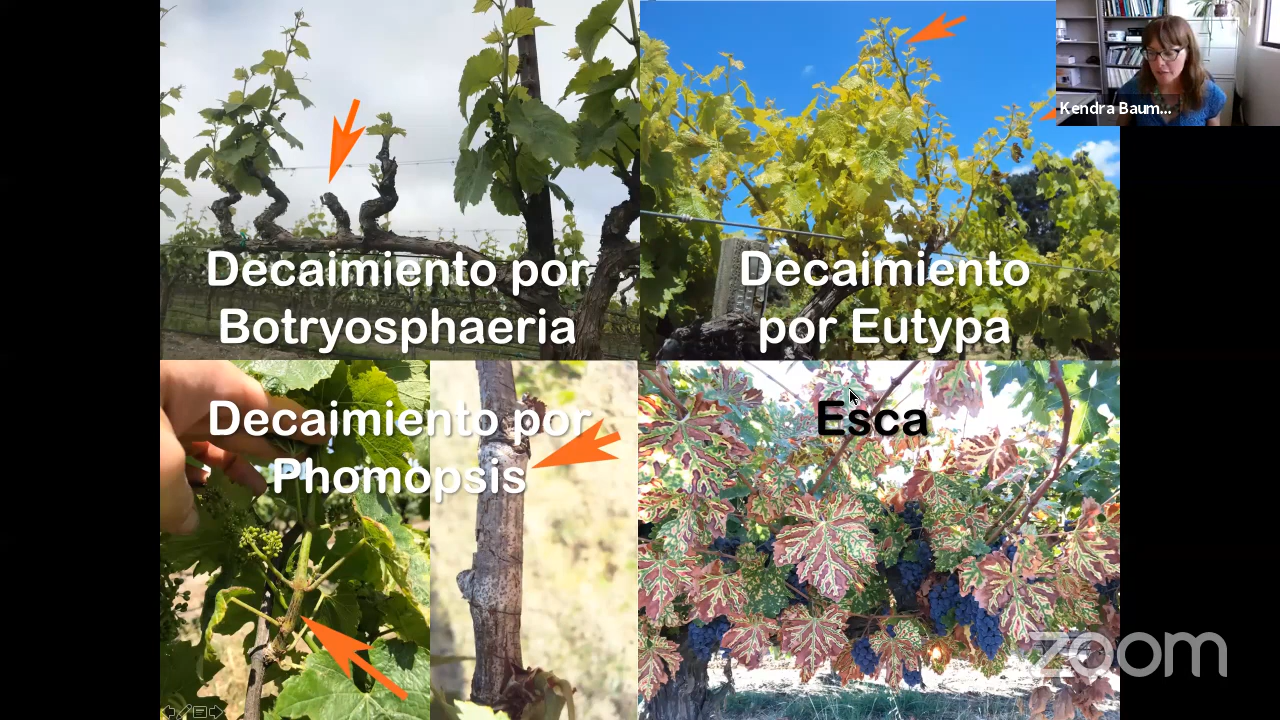 Kendra Baum...
Decaimiento por
Botryosphaeria
Decaimiento
por Eutypa
Decaimiento por
Phomopsis
Esca
zoom